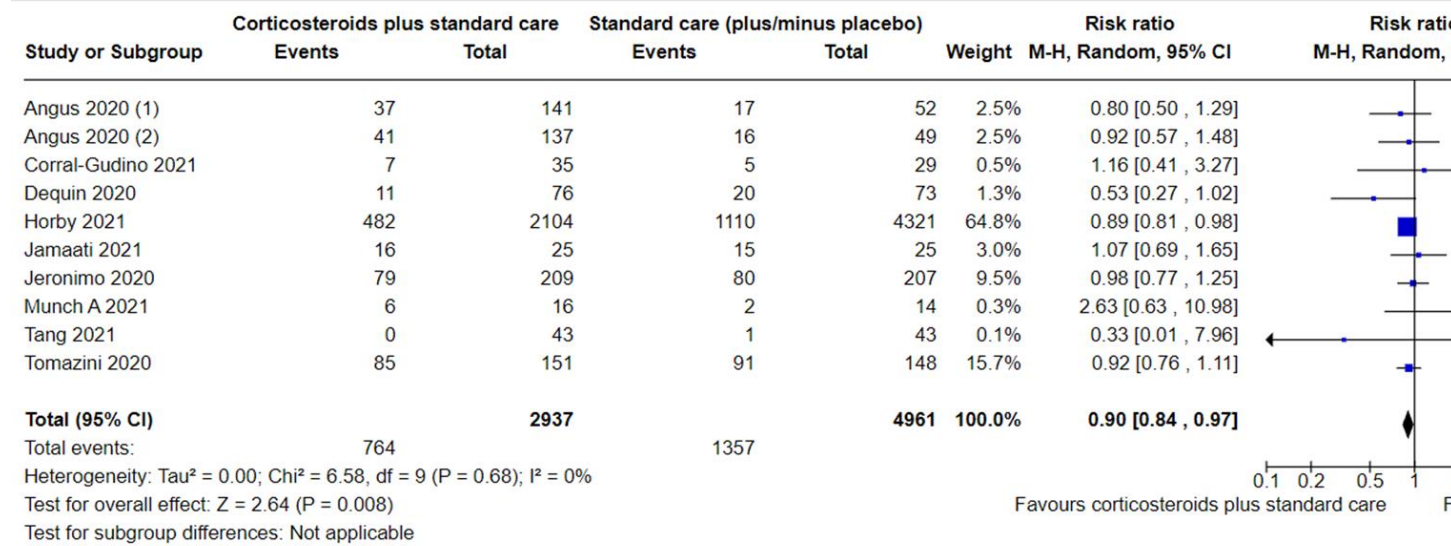 Corticosteroids plus standard care Standard care (plus/minus placebo) Risk ratio Risk ratio
Study or Subgroup Events Total Events Total Weight M-H, Random, 95% CI M-H, Random,
Angus 2020 (1) 37 141 17 52 2.5% 0.80 [0.50 , 1.29]
Angus 2020 (2) 41 137 16 49 2.5% 0.92 [0.57 , 1.48]
Corral-Gudino 2021 7 35 5 29 0.5% 1.16 [0.41 , 3.27]
Dequin 2020 11 76 20 73 1.3% 0.53 [0.27 , 1.02]
Horby 2021 482 2104 1110 4321 64.8% 0.89 [0.81 , 0.98]
Jamaati 2021 16 25 15 25 3.0% 1.07 [0.69 , 1.65]
Jeronimo 2020 79 209 80 207 9.5% 0.98 [0.77 , 1.25]
Munch A 2021 6 16 2 14 0.3% 2.63 [0.63 , 10.98]
Tang 2021 0 43 1 43 0.1% 0.33 [0.01 , 7.96]
Tomazini 2020 85 151 91 148 15.7% 0.92 [0.76 , 1.11]
Total (95% CI) 2937 4961 100.0% 0.90 [0.84 , 0.97]
Total events: 764 1357
Heterogeneity: Tau² = 0.00; Chi² = 6.58, df = 9 (P = 0.68); I² = 0%
0.1 0.2 0.5 1
Test for overall effect: Z = 2.64 (P = 0.008)
Favours corticosteroids plus standard care F
Test for subgroup differences: Not applicable